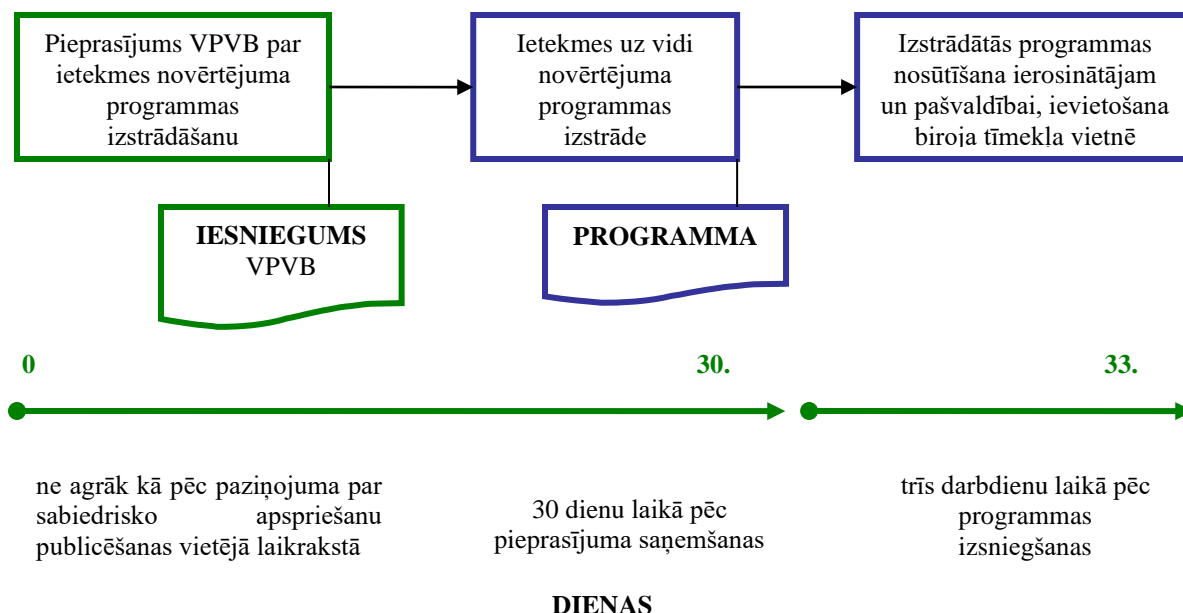 Pieprasījums VPVB par
ietekmes novērtējuma
programmas
izstrādāšanu
Ietekmes uz vidi
novērtējuma
programmas
izstrāde
Izstrādātās programmas
nosūtīšana ierosinātājam
un pašvaldībai, ievietošana
biroja tīmekļa vietnē
IESNIEGUMS
VPVB
PROGRAMMA
0
30.
33.
ne agrāk kā pēc paziņojuma par
sabiedrisko apspriešanu
publicēšanas vietējā laikrakstā
30 dienu laikā pēc
pieprasījuma saņemšanas
trīs darbdienu laikā pēc
programmas
izsniegšanas
DIENAS